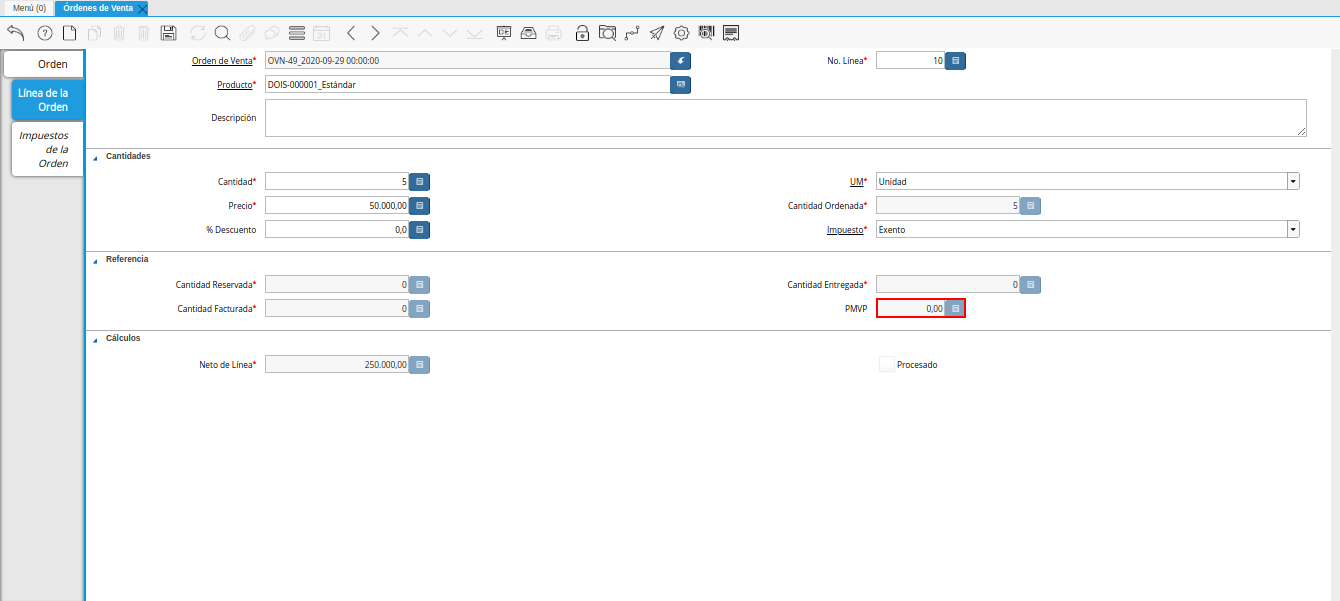 Menú (0) Órdenes de Venta
Orden
Línea de la
Orden
Impuestos
de la
Orden
Orden de Venta* OVN-49_2020-09-29 00:00:00 No. Línea* 10
Producto* DOIS-000001_Estándar
Descripción
Cantidades
Cantidad* 5 UM* Unidad
Precio* 50.000,00 Cantidad Ordenada* 5
% Descuento 0,0 Impuesto* Exento
Referencia
Cantidad Reservada* 0 Cantidad Entregada* 0
Cantidad Facturada* 0 PMVP 0,00
Cálculos
Neto de Línea* 250.000,00 Procesado